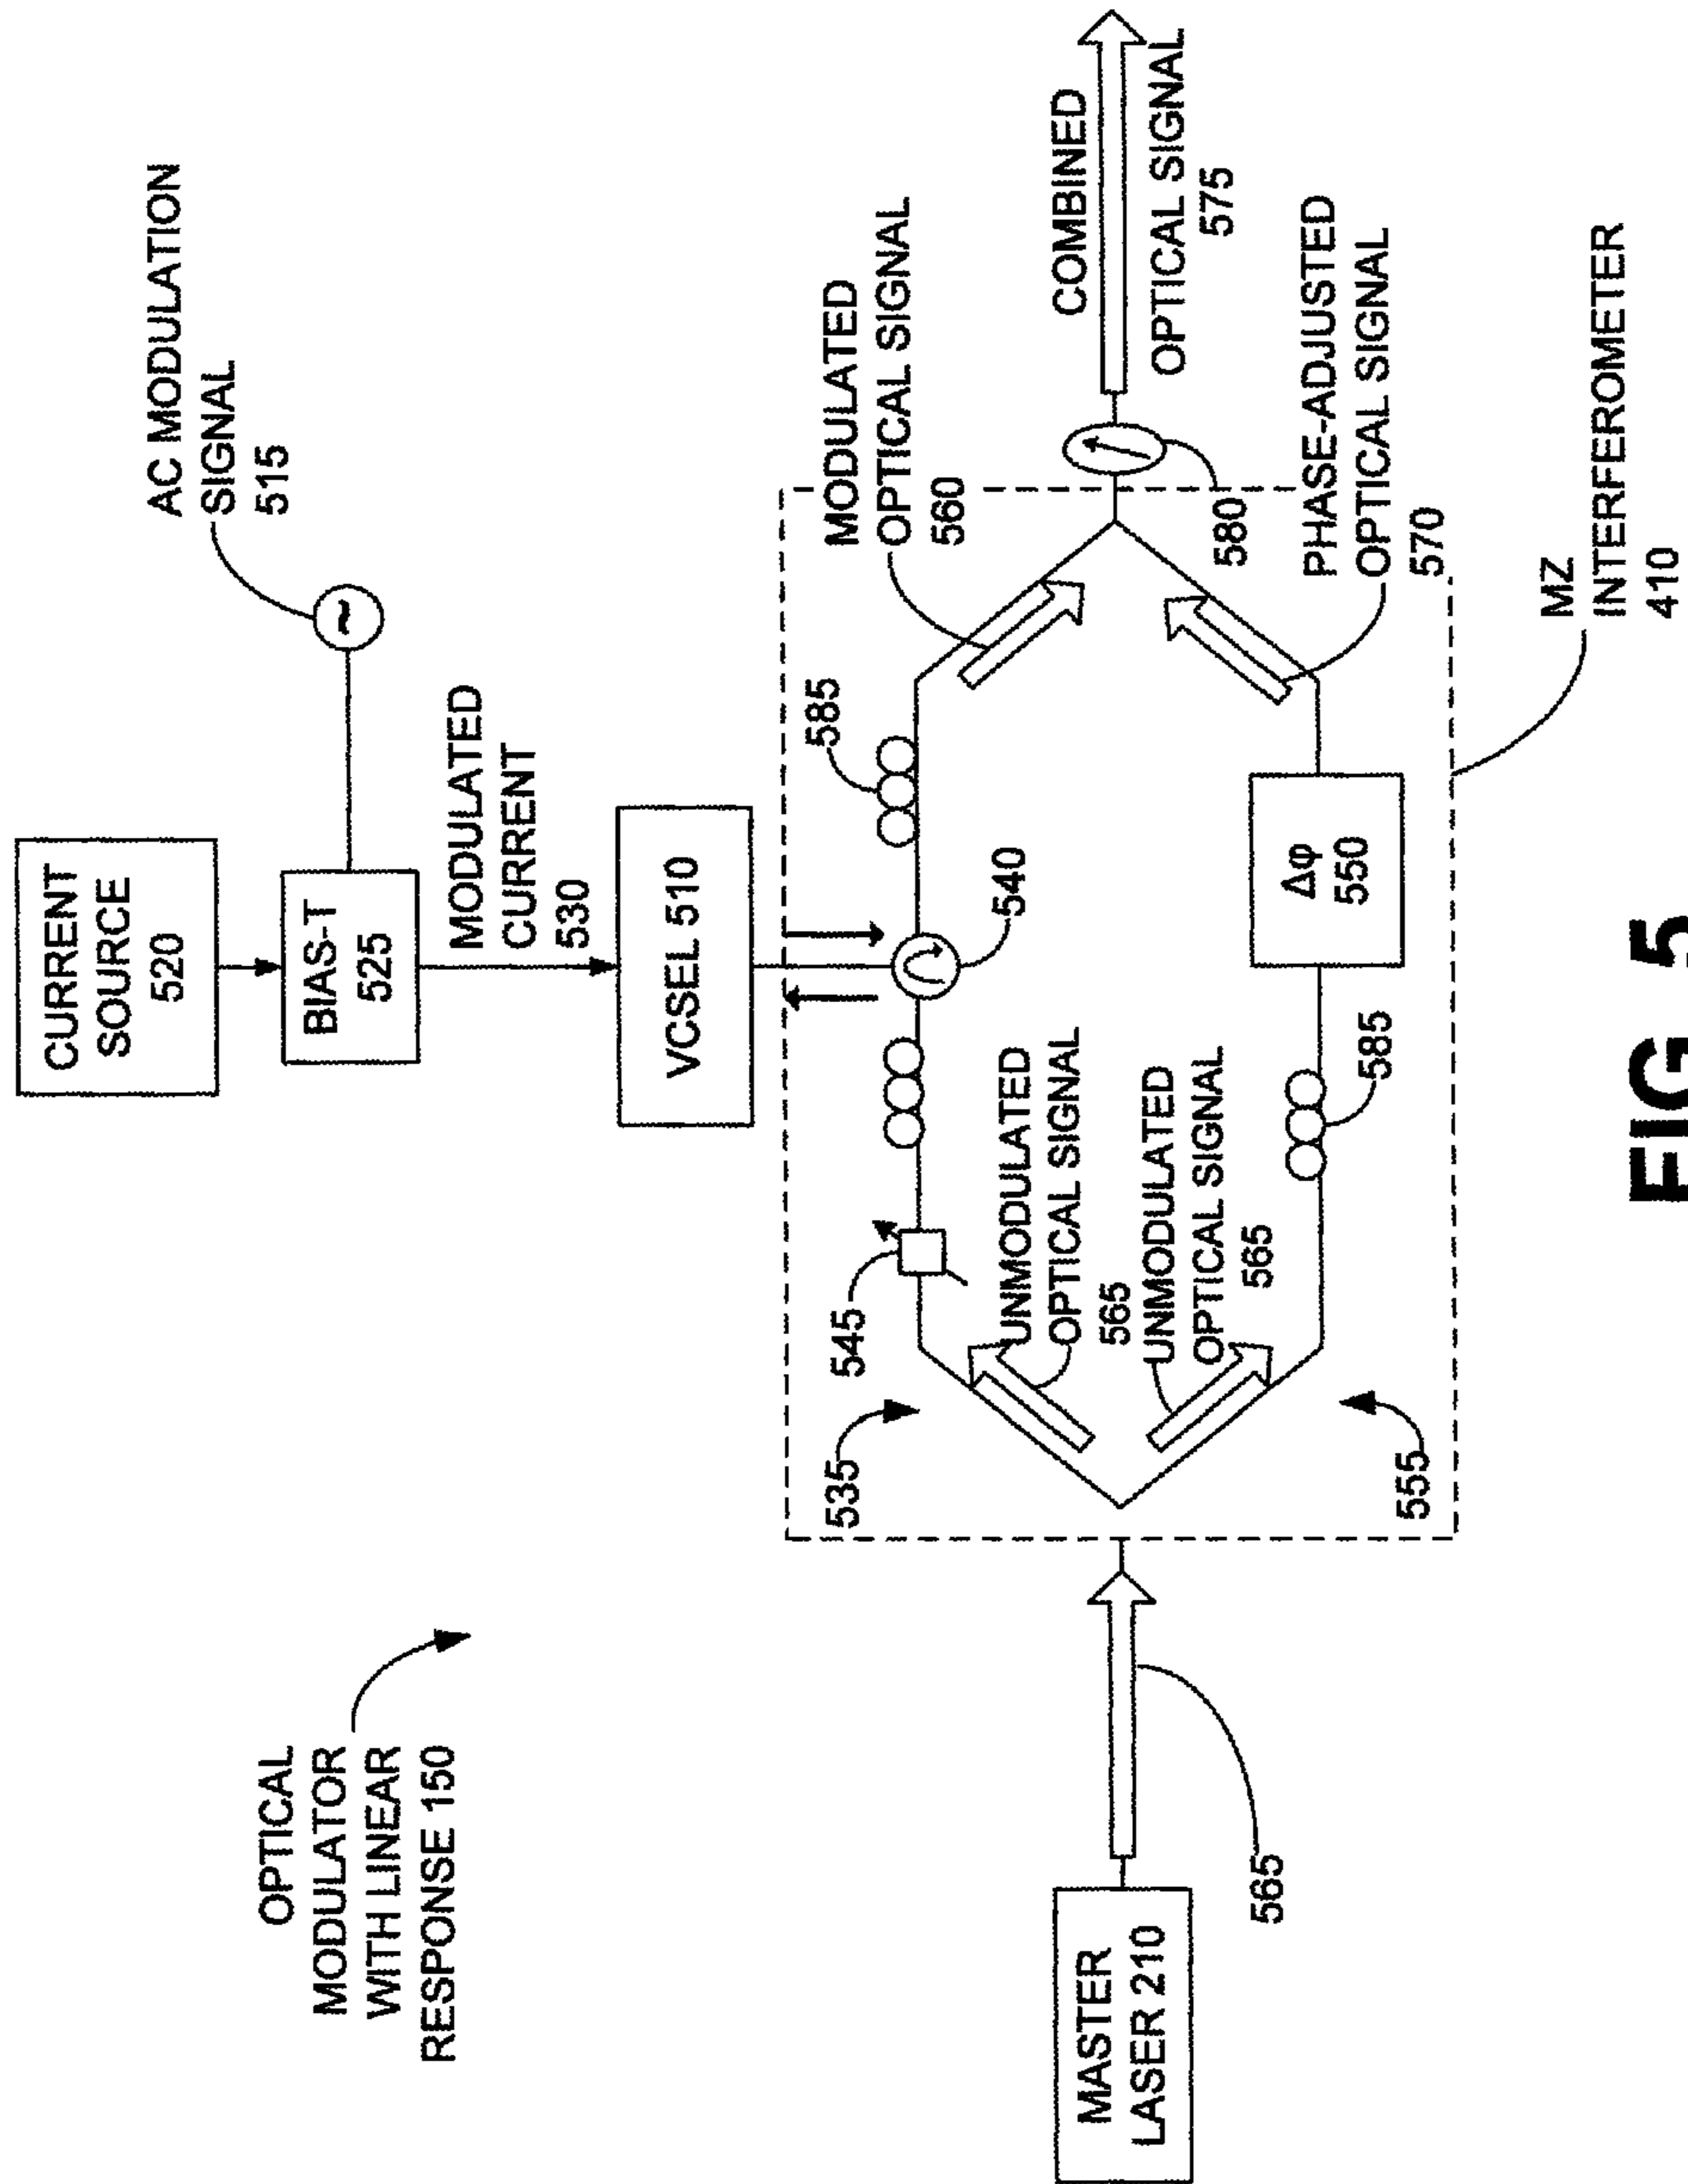 OPTICAL
MODULATOR
WITH LINEAR
RESPONSE 150
CURRENT
SOURCE
520
AC MODULATION
SIGNAL
515
BIAS-T
525
MODULATED
CURRENT
530
~
VCSEL 510
MASTER
LASER 210
565
535
545
585
540
MODULATED
OPTICAL SIGNAL
560
UNMODULATED
OPTICAL SIGNAL
565
UNMODULATED
OPTICAL SIGNAL
565
555
585
Δφ
550
580
COMBINED
OPTICAL SIGNAL
575
PHASE-ADJUSTED
OPTICAL SIGNAL
570
MZ
INTERFEROMETER
410
FIG 5